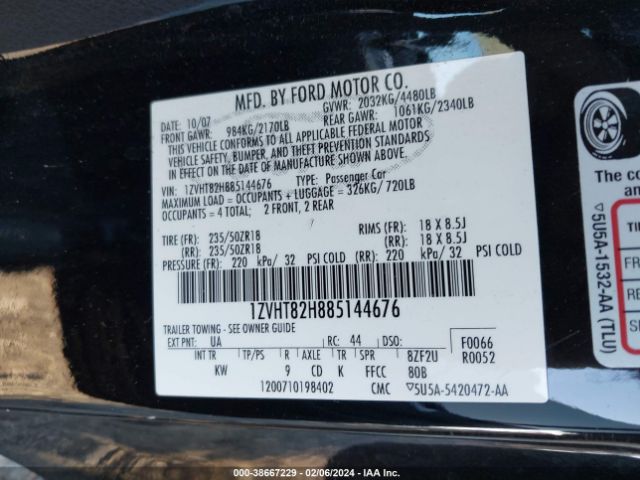 MFD. BY FORD MOTOR CO.
10/07 GVWR: 2032KG/4480LB
FRONT GAWR: 984KG/2170LB REAR GAWR: 1061KG/2340LB
THIS VEHICLE CONFORMS TO ALL APPLICABLE FEDERAL MOTOR
VEHICLE SAFETY, BUMPER, AND THEFT PREVENTION STANDARDS
IN EFFECT ON THE DATE OF MANUFACTURE SHOWN ABOVE.
VIN: 1ZVHT82H885144676 TYPE: Passenger Car
MAXIMUM LOAD = OCCUPANTS + LUGGAGE = 326KG/ 720LB
OCCUPANTS = 4 TOTAL; 2 FRONT, 2 REAR
TIRE (FR): 235/50ZR18 RIMS (FR): 18 X 8.5J
(RR): 235/50ZR18 (RR): 18 X 8.5J
PRESSURE (FR): 220 kPa/ 32 PSI COLD (RR): 220 kPa/ 32 PSI COLD
1ZVHT82H885144676
TRAILER TOWING - SEE OWNER GUIDE
EXT PNT: UA RC: 44 DSO: F0066
INT TR TP/PS R AXLE TR SPR 8ZF2U R0052
KW 9 CD K FFCC 80B
1200710198402 CMC ▽5U5A-5420472-AA
The co
an
▽5U5A-1532-AA (TLU)
TI
FR
RE
S
000-38667229 - 02/06/2024 - IAA Inc.